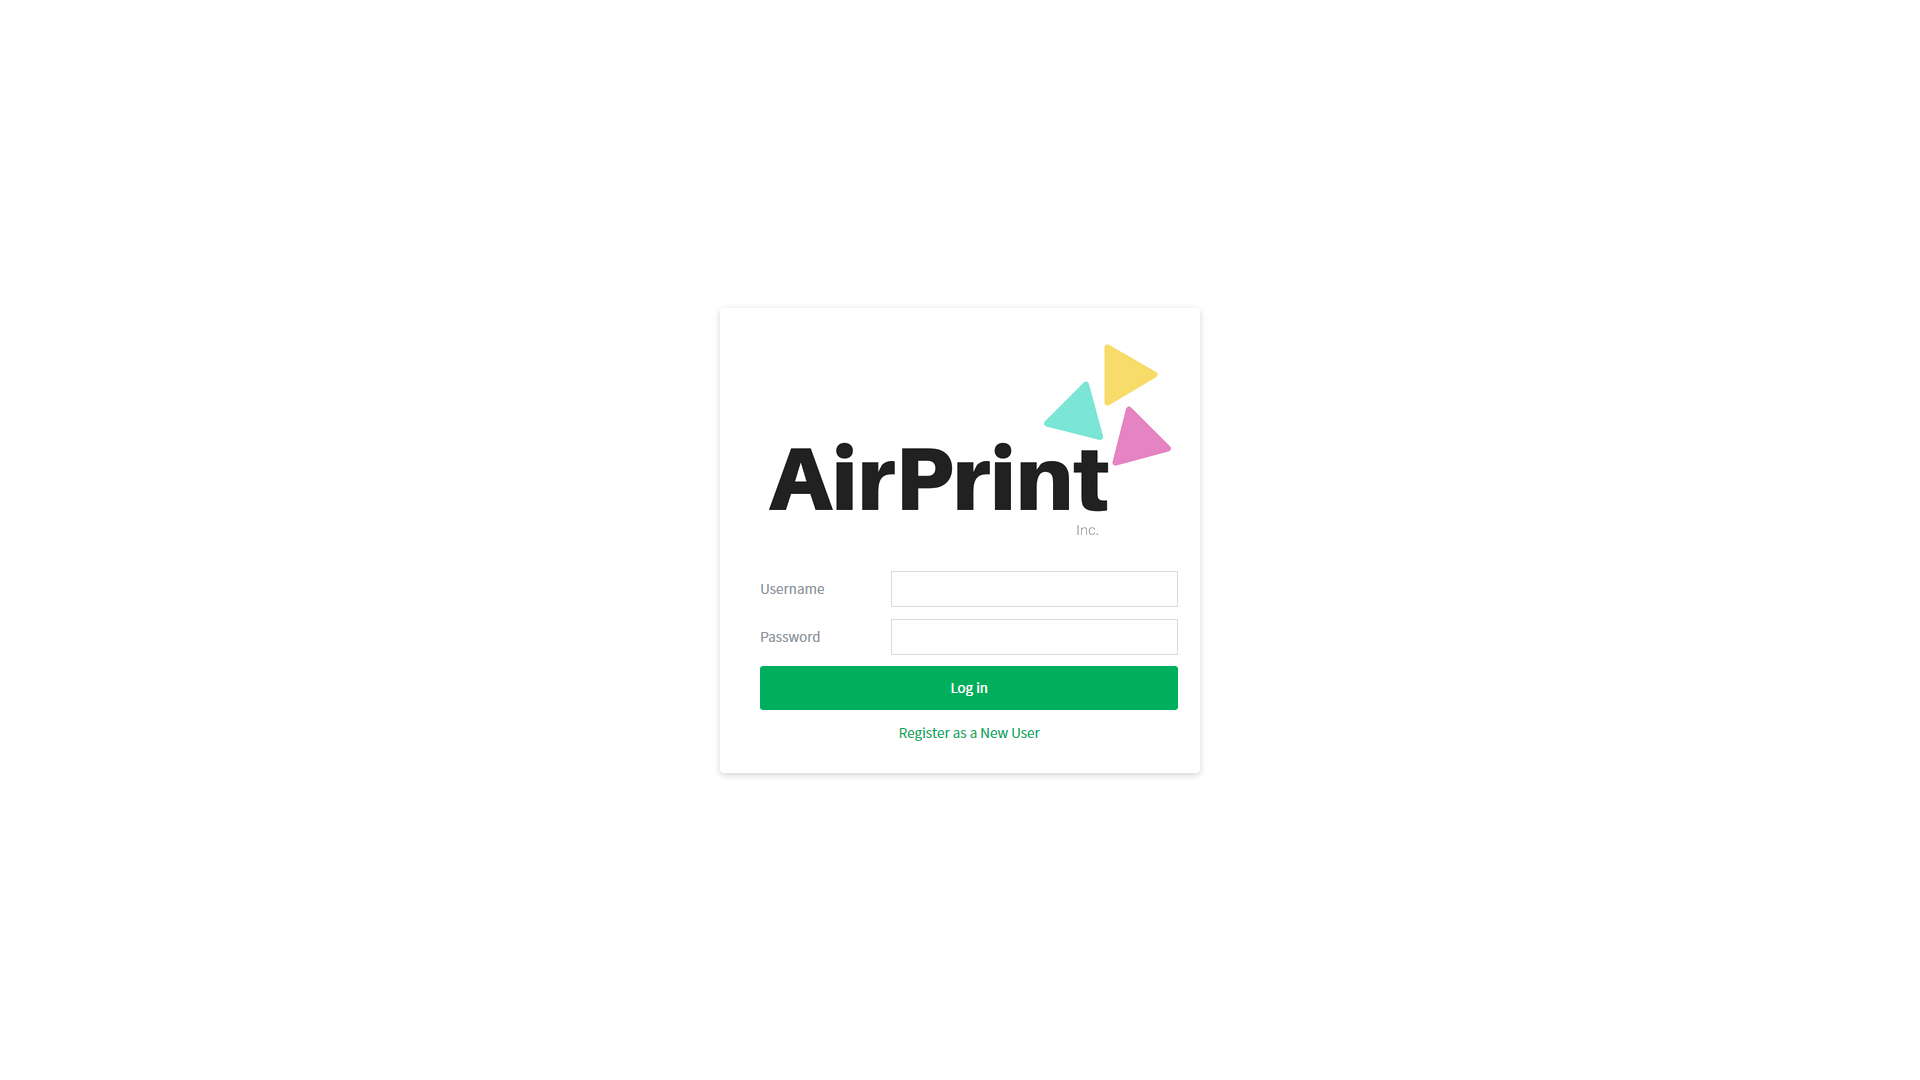 AirPrint
Inc.
Username
Password
Log in
Register as a New User